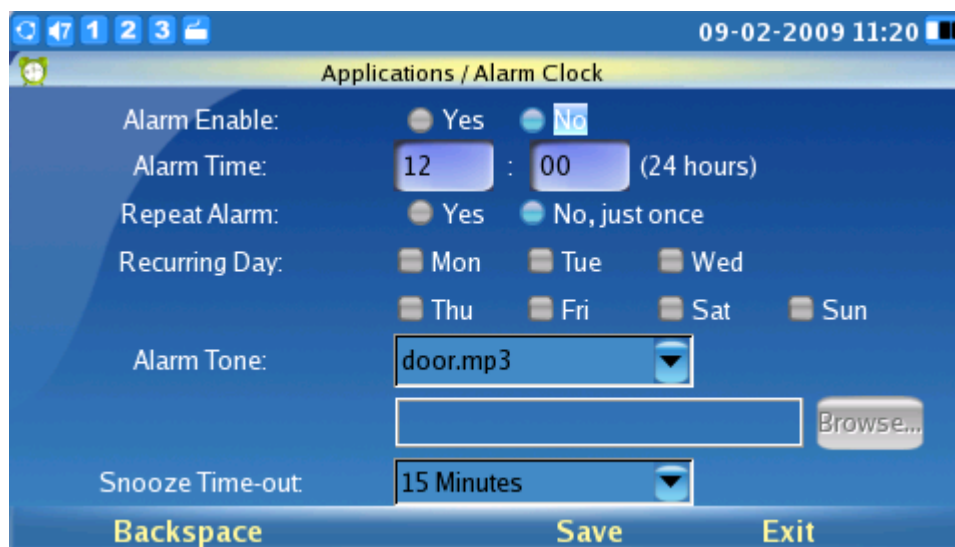 7 1 2 3 09-02-2009 11:20
Applications / Alarm Clock
Alarm Enable: Yes No
Alarm Time: 12 : 00 (24 hours)
Repeat Alarm: Yes No, just once
Recurring Day: Mon Tue Wed
Thu Fri Sat Sun
Alarm Tone: door.mp3
Browse...
Snooze Time-out: 15 Minutes
Backspace Save Exit